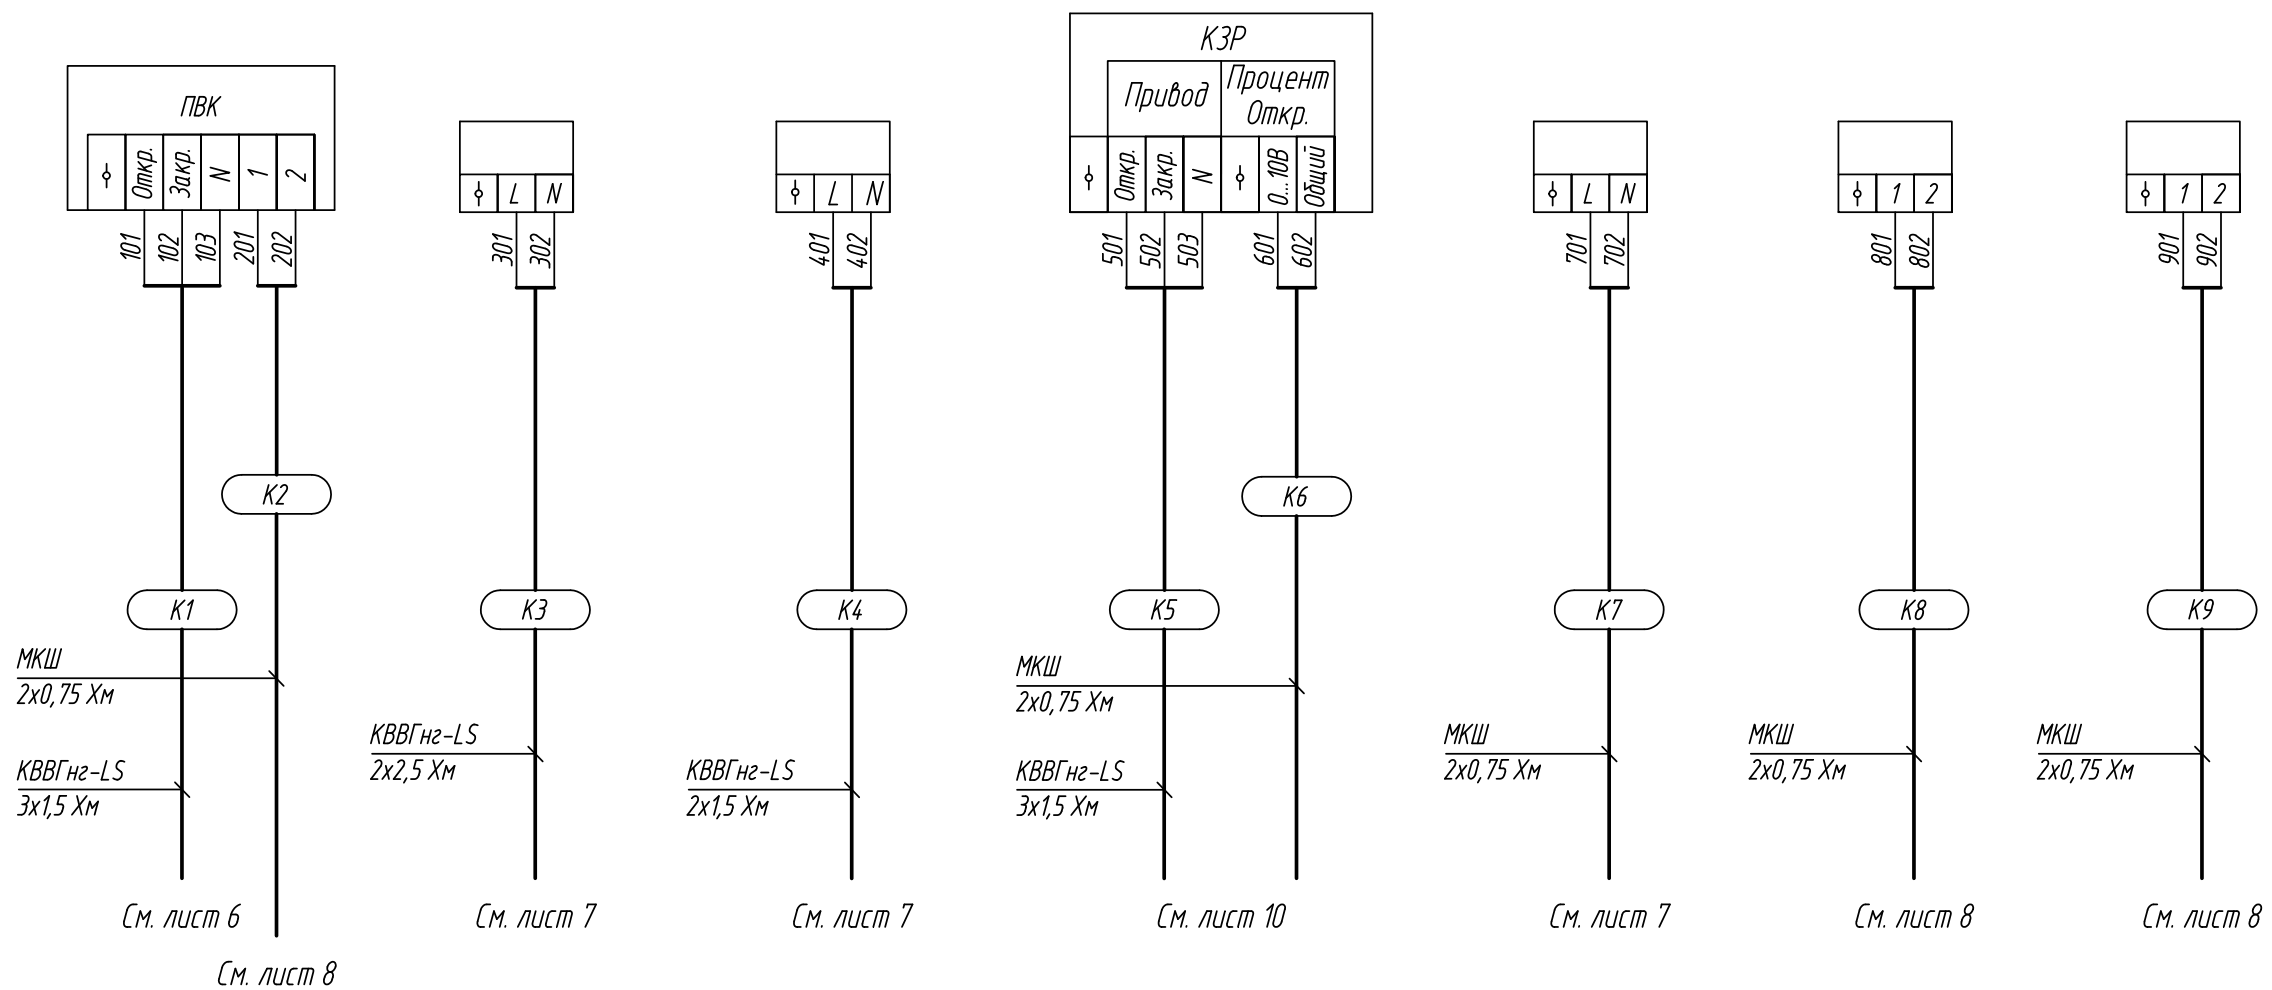 ПВК
Откр.
Закр.
N
1
2
101
102
103
201
202
К2
К1
МКШ
2х0,75 Хм
КВВГнг-LS
3х1,5 Хм
См. лист 6
См. лист 8
L N
301
302
К3
КВВГнг-LS
2х2,5 Хм
См. лист 7
L N
401
402
К4
КВВГнг-LS
2х1,5 Хм
См. лист 7
КЗР
Привод
Процент
Откр.
Откр.
Закр.
N
0...10В
Общий
501
502
503
601
602
К6
К5
МКШ
2х0,75 Хм
КВВГнг-LS
3х1,5 Хм
См. лист 10
L N
701
702
К7
МКШ
2х0,75 Хм
См. лист 7
1 2
801
802
К8
МКШ
2х0,75 Хм
См. лист 8
1 2
901
902
К9
МКШ
2х0,75 Хм
См. лист 8